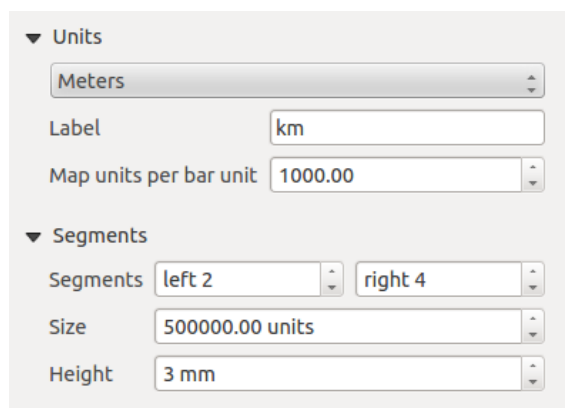 Units
Meters
Label km
Map units per bar unit 1000.00
Segments
Segments left 2 right 4
Size 500000.00 units
Height 3 mm